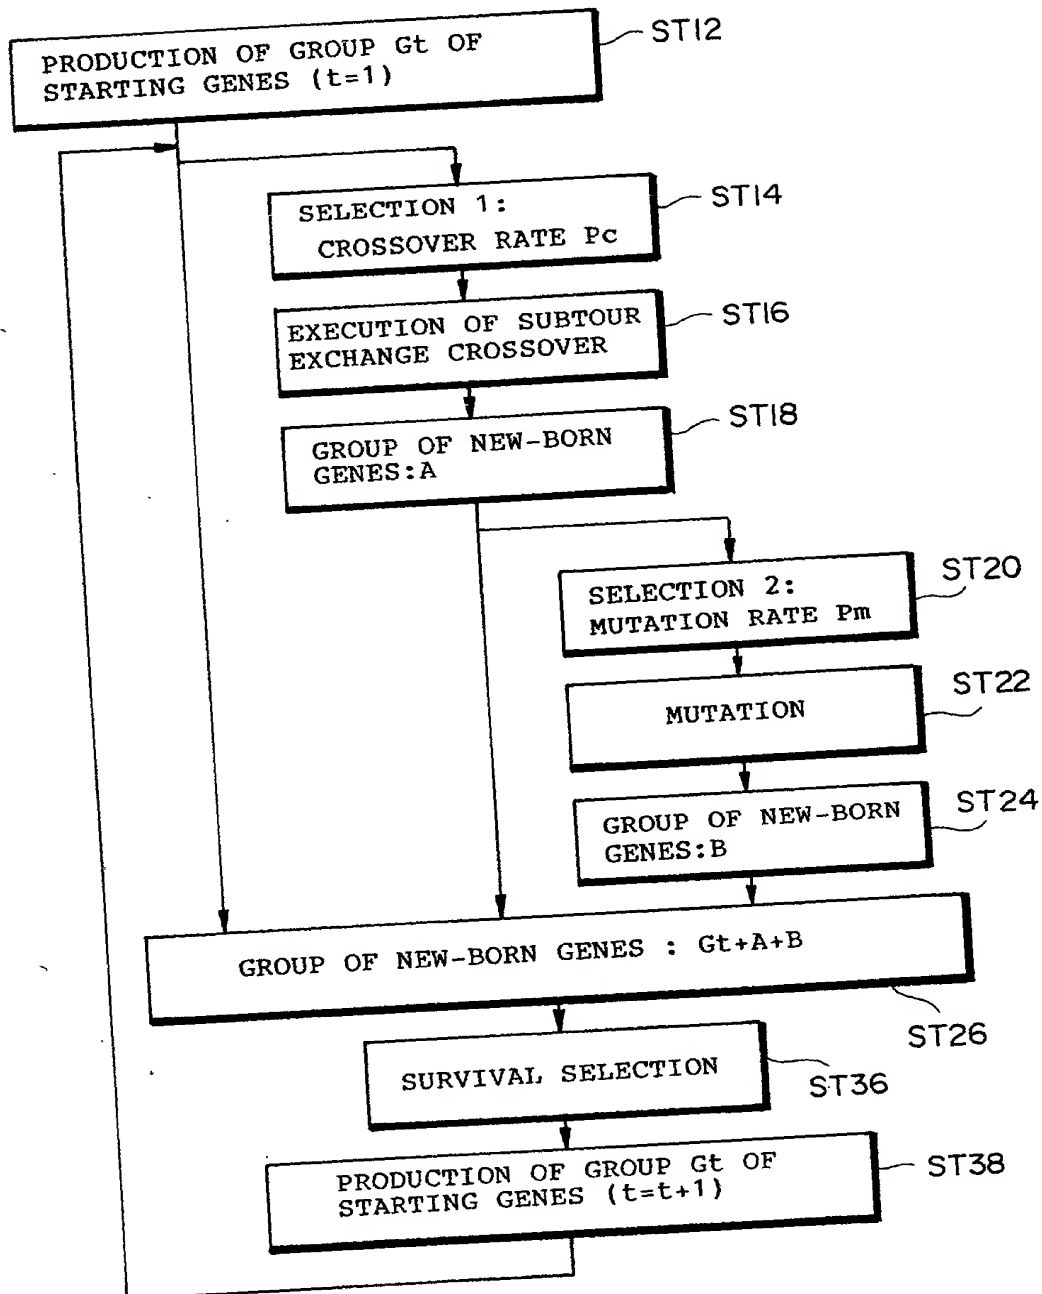 PRODUCTION OF GROUP Gt OF
STARTING GENES (t=1)
ST12
SELECTION 1:
CROSSOVER RATE Pc
ST14
EXECUTION OF SUBTOUR
EXCHANGE CROSSOVER
ST16
GROUP OF NEW-BORN
GENES:A
ST18
SELECTION 2:
MUTATION RATE Pm
ST20
MUTATION
ST22
GROUP OF NEW-BORN
GENES:B
ST24
GROUP OF NEW-BORN GENES : Gt+A+B
ST26
SURVIVAL SELECTION
ST36
PRODUCTION OF GROUP Gt OF
STARTING GENES (t=t+1)
ST38